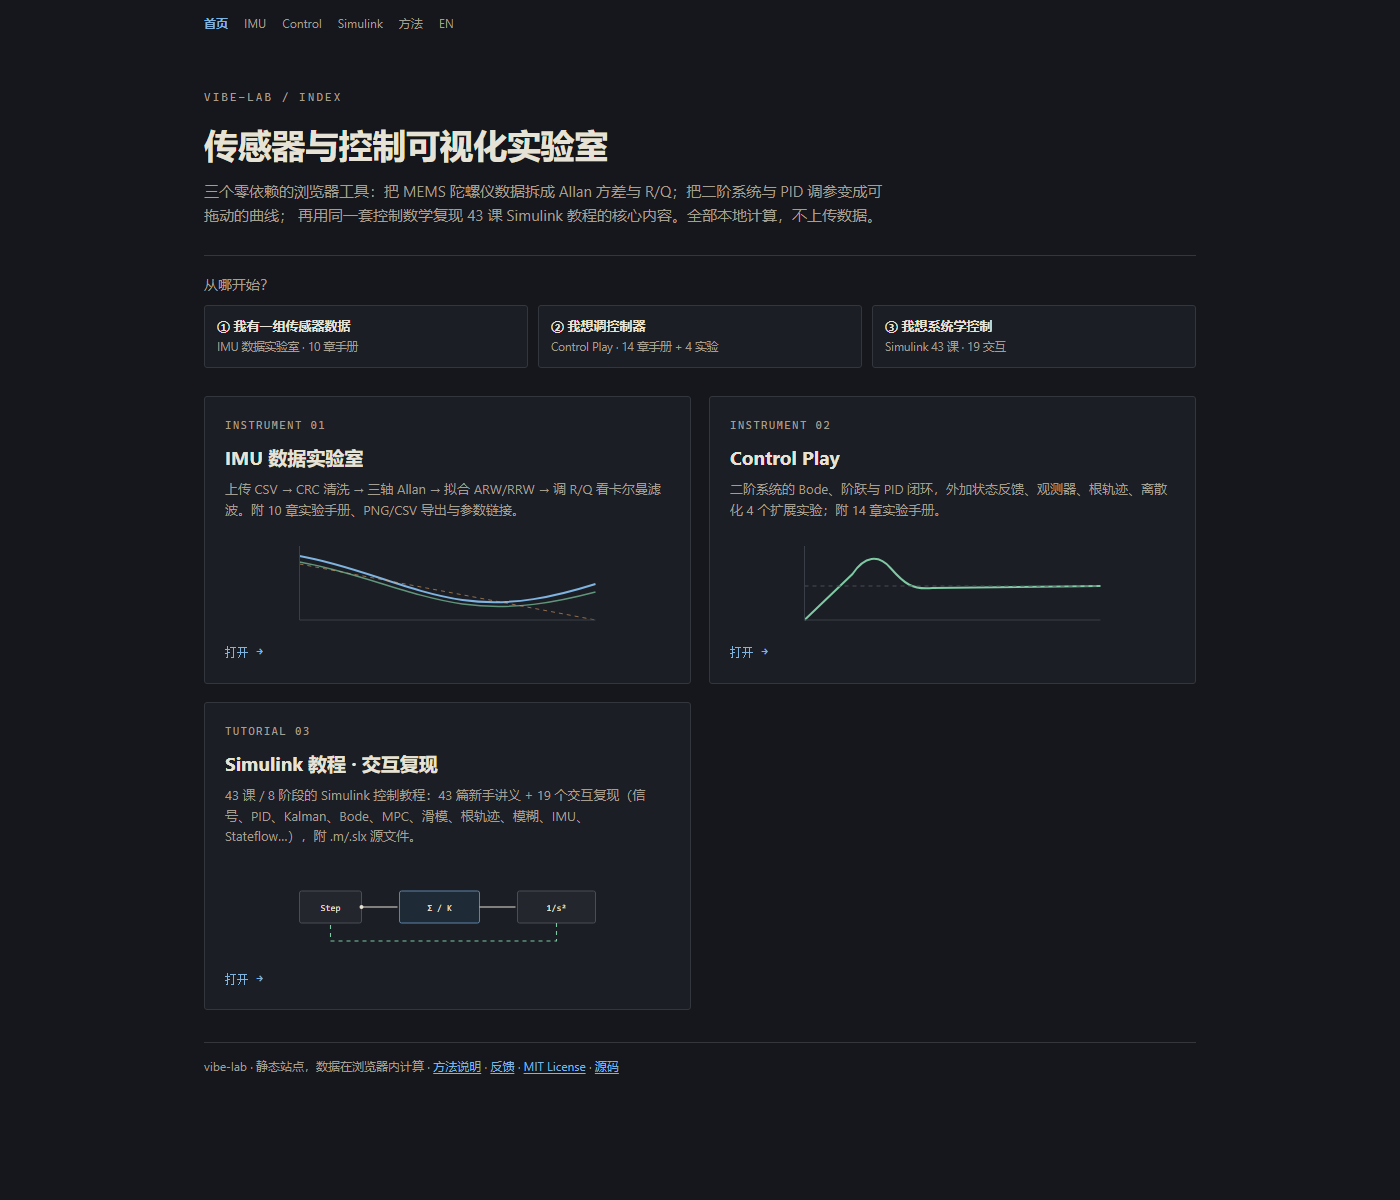 首页 IMU Control Simulink 方法 EN
VIBE-LAB / INDEX
传感器与控制可视化实验室
三个零依赖的浏览器工具：把 MEMS 陀螺仪数据拆成 Allan 方差与 R/Q；把二阶系统与 PID 调参变成可
拖动的曲线； 再用同一套控制数学复现 43 课 Simulink 教程的核心内容。全部本地计算，不上传数据。
从哪开始？
① 我有一组传感器数据
IMU 数据实验室 · 10 章手册
② 我想调控制器
Control Play · 14 章手册 + 4 实验
③ 我想系统学控制
Simulink 43 课 · 19 交互
INSTRUMENT 01
IMU 数据实验室
上传 CSV → CRC 清洗 → 三轴 Allan → 拟合 ARW/RRW → 调 R/Q 看卡尔曼滤
波。附 10 章实验手册、PNG/CSV 导出与参数链接。
打开 →
INSTRUMENT 02
Control Play
二阶系统的 Bode、阶跃与 PID 闭环，外加状态反馈、观测器、根轨迹、离散
化 4 个扩展实验；附 14 章实验手册。
打开 →
TUTORIAL 03
Simulink 教程 · 交互复现
43 课 / 8 阶段的 Simulink 控制教程：43 篇新手讲义 + 19 个交互复现（信
号、PID、Kalman、Bode、MPC、滑模、根轨迹、模糊、IMU、
Stateflow…），附 .m/.slx 源文件。
Step Σ / K 1/s²
打开 →
vibe-lab · 静态站点，数据在浏览器内计算 · 方法说明 · 反馈 · MIT License · 源码